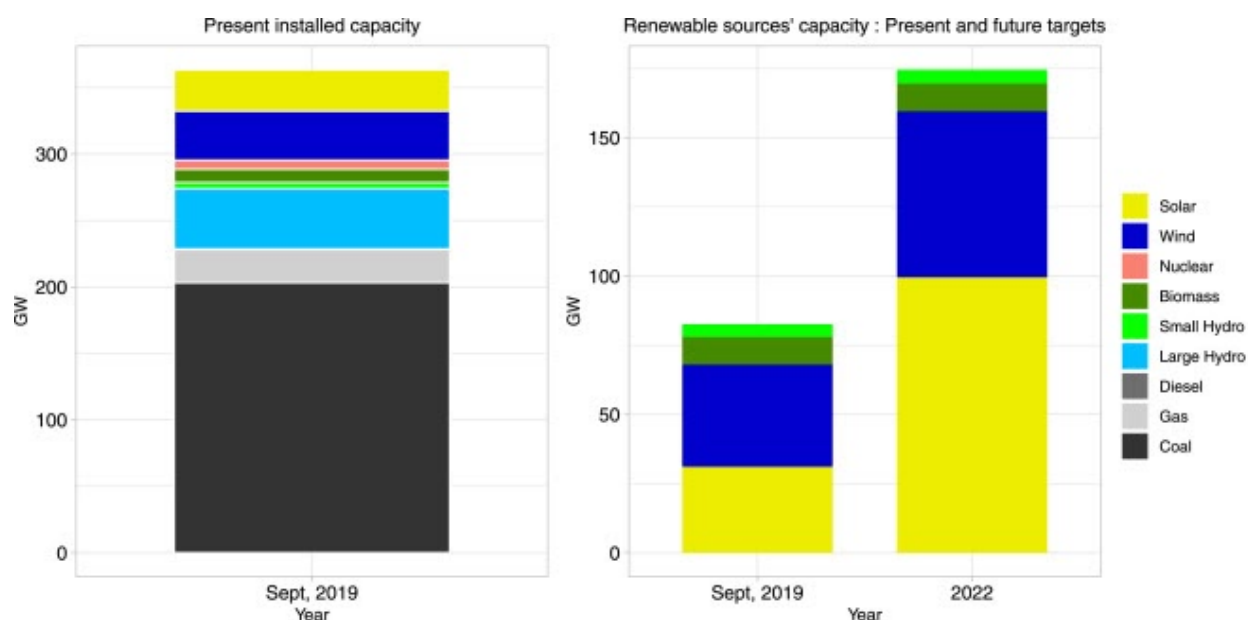 Present installed capacity
300
200
100
0
GW
Sept, 2019
Year
Renewable sources' capacity : Present and future targets
150
100
50
0
GW
Sept, 2019
2022
Year
Solar
Wind
Nuclear
Biomass
Small Hydro
Large Hydro
Diesel
Gas
Coal